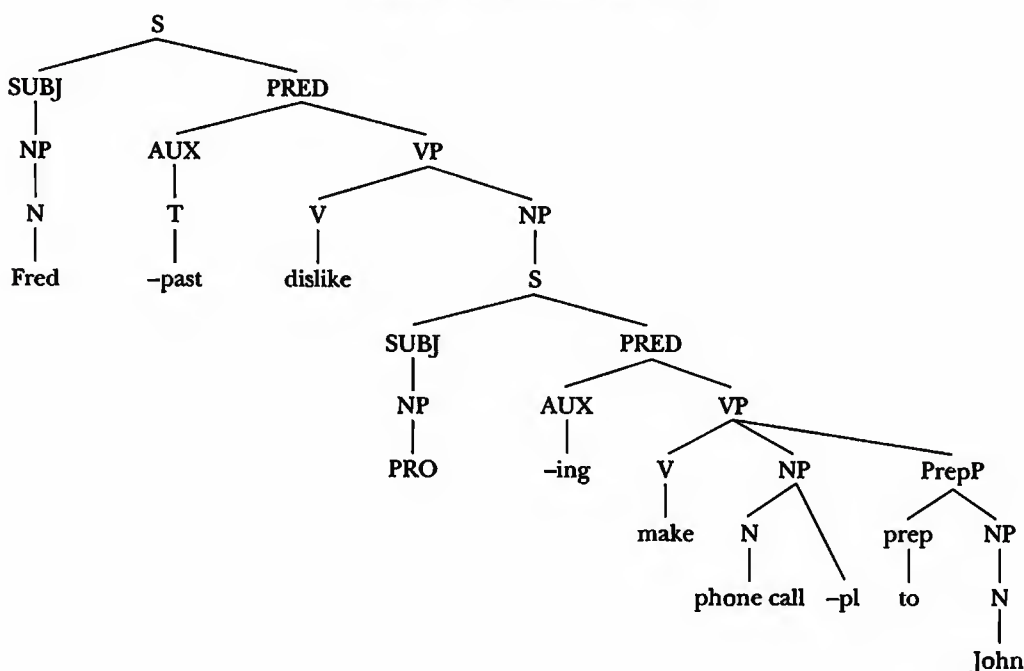 S
SUBJ PRED
NP AUX VP
N T V NP
Fred –past dislike S
SUBJ PRED
NP AUX VP
PRO –ing V NP PrepP
make N prep NP
phone call –pl to N
John